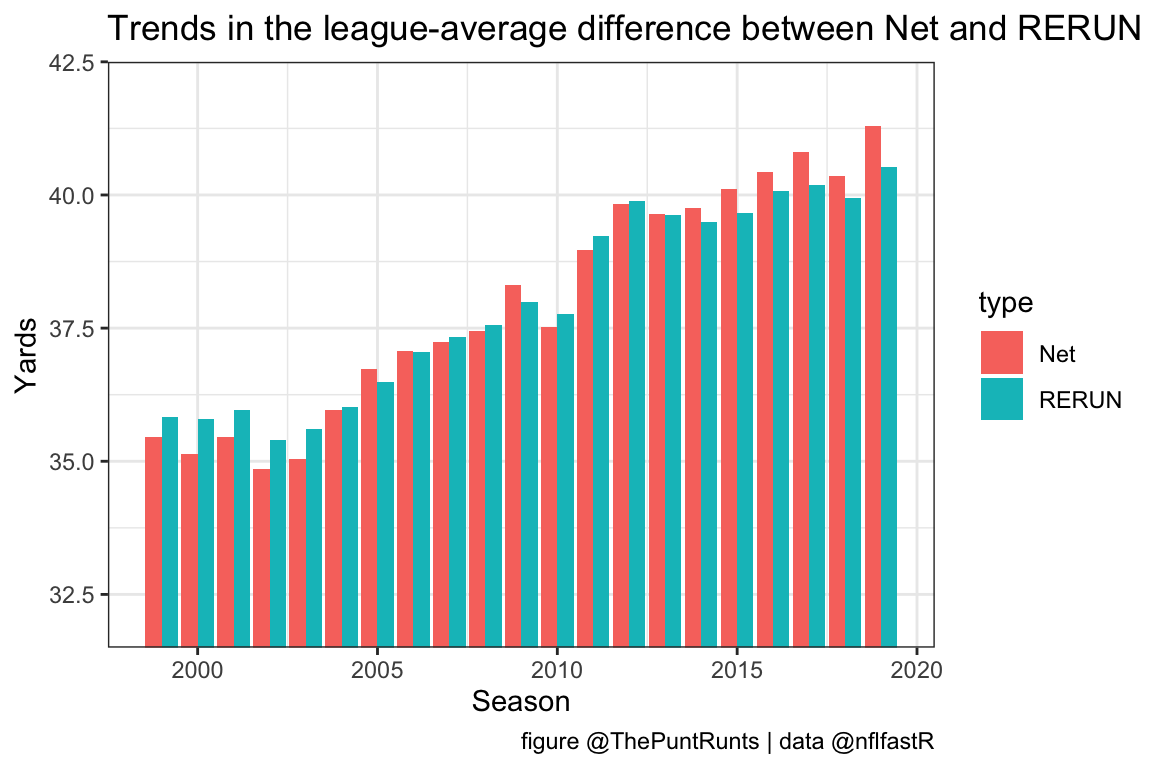 Trends in the league-average difference between Net and RERUN
42.5
40.0
37.5
35.0
32.5
Yards
2000 2005 2010 2015 2020
Season
type
Net
RERUN
figure @ThePuntRunts | data @nflfastR